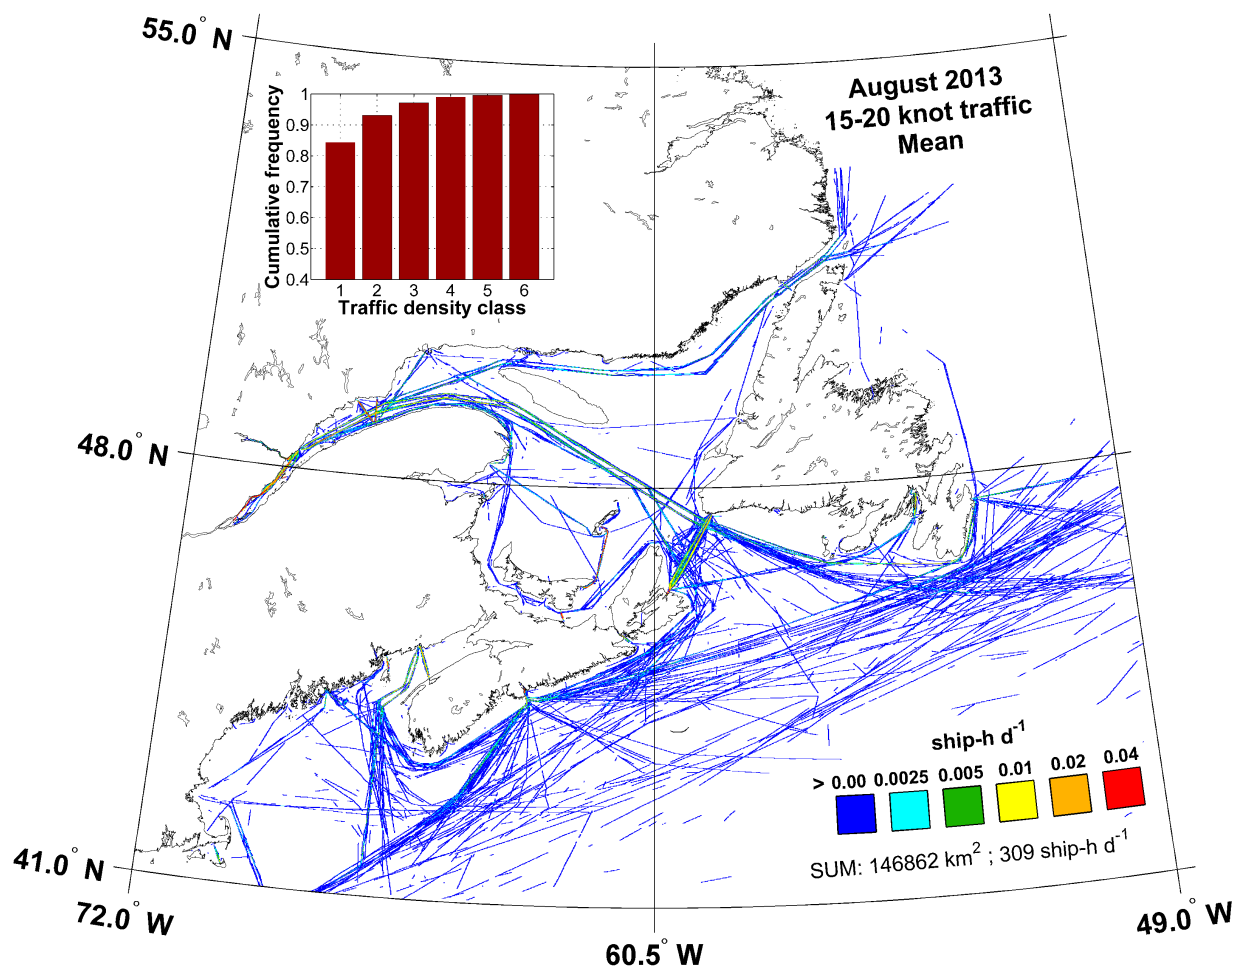 55.0° N
August 2013
15-20 knot traffic
Mean
Cumulative frequency
1
0.9
0.8
0.7
0.6
0.5
0.4
1 2 3 4 5 6
Traffic density class
48.0° N
ship-h d-1
> 0.00 0.0025 0.005 0.01 0.02 0.04
SUM: 146862 km2 ; 309 ship-h d-1
41.0° N
72.0° W
60.5° W
49.0° W